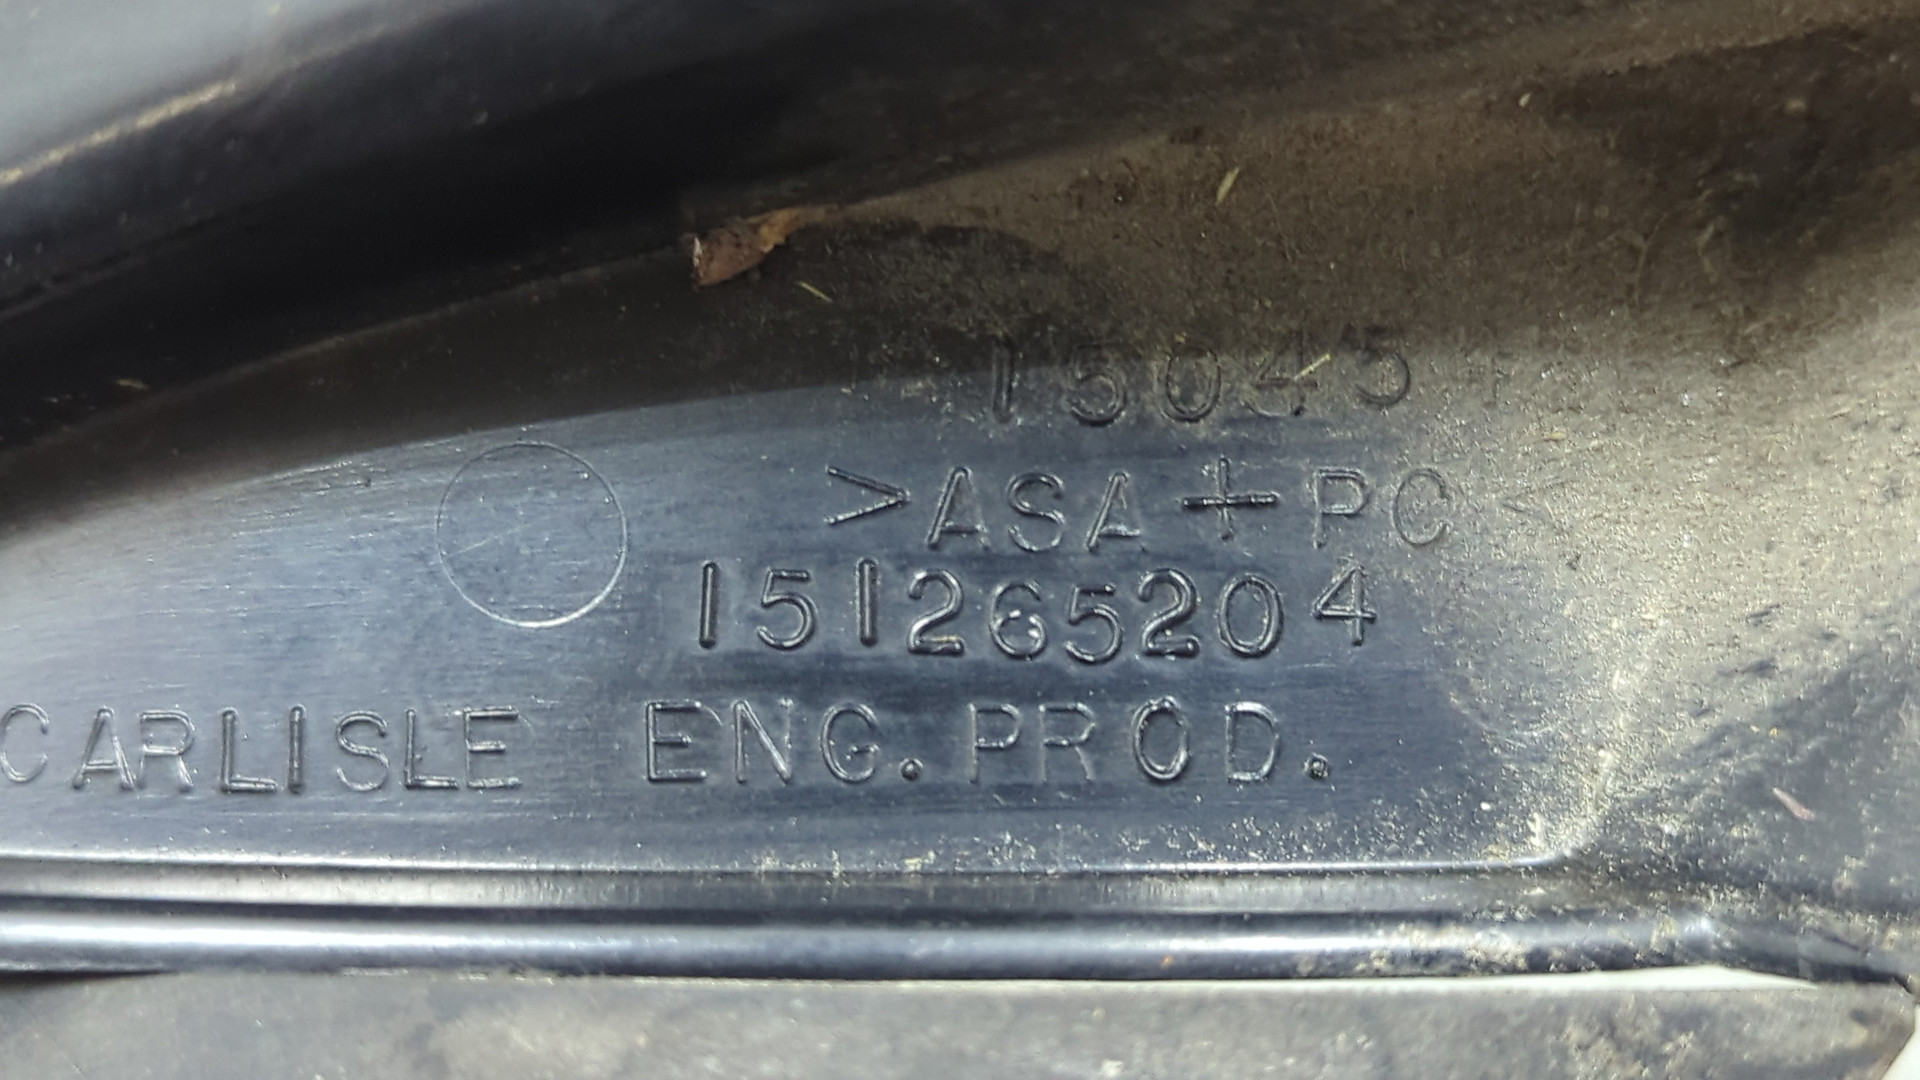 15045
>ASA+PC<
151265204
CARLISLE ENG. PROD.